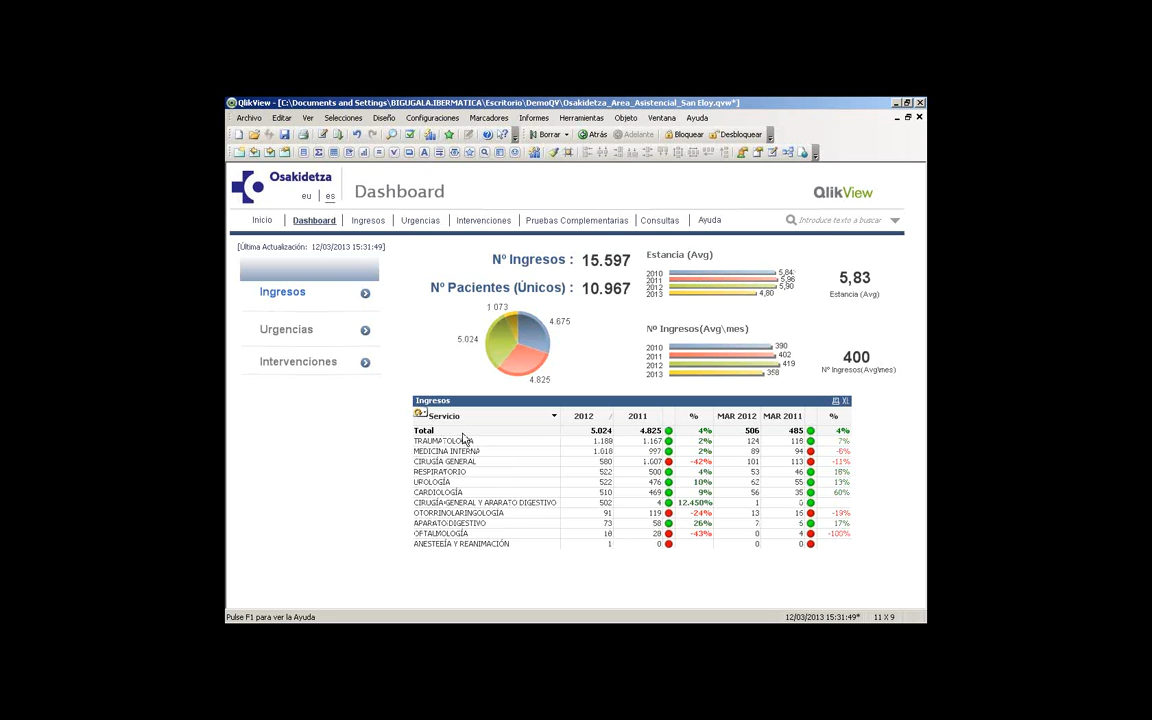 QlikView - [C:\Documents and Settings\BIGUGALA.IBERMATICA\Escritorio\DemoQV\Osakidetza_Area_Asistencial_San Eloy.qvw*]
Archivo Editar Ver Selecciones Diseño Configuraciones Marcadores Informes Herramientas Objeto Ventana Ayuda
Borrar Atrás Adelante Bloquear Desbloquear
Osakidetza
eu | es
Dashboard
QlikView
Inicio Dashboard Ingresos Urgencias Intervenciones Pruebas Complementarias Consultas Ayuda
Introduce texto a buscar
[Última Actualización: 12/03/2013 15:31:49]
Ingresos
Urgencias
Intervenciones
Nº Ingresos : 15.597
Nº Pacientes (Únicos) : 10.967
1 073
4.675
5.024
4.825
Estancia (Avg)
2010 5,84
2011 5,96
2012 5,90
2013 4,80
5,83
Estancia (Avg)
Nº Ingresos(Avg\mes)
2010 390
2011 402
2012 419
2013 358
400
Nº Ingresos(Avg\mes)
Ingresos XL
Servicio 2012 / 2011 % MAR 2012 MAR 2011 %
Total 5.024 4.825 4% 506 485 4%
TRAUMATOLOGÍA 1.189 1.167 2% 124 116 7%
MEDICINA INTERNA 1.018 997 2% 89 94 -6%
CIRUGÍA GENERAL 580 1.007 -42% 101 113 -11%
RESPIRATORIO 522 500 4% 53 46 16%
UROLOGÍA 522 476 10% 62 55 13%
CARDIOLOGÍA 510 469 9% 56 35 60%
CIRUGÍA GENERAL Y APARATO DIGESTIVO 502 4 12.450% 1
OTORRINOLARINGOLOGÍA 91 119 -24% 13 16 -19%
APARATO DIGESTIVO 73 58 26% 7 6 17%
OFTALMOLOGÍA 16 28 -43% 0 4 -100%
ANESTESÍA Y REANIMACIÓN 1 0 0 0
Pulse F1 para ver la Ayuda 12/03/2013 15:31:49* 11 X 9